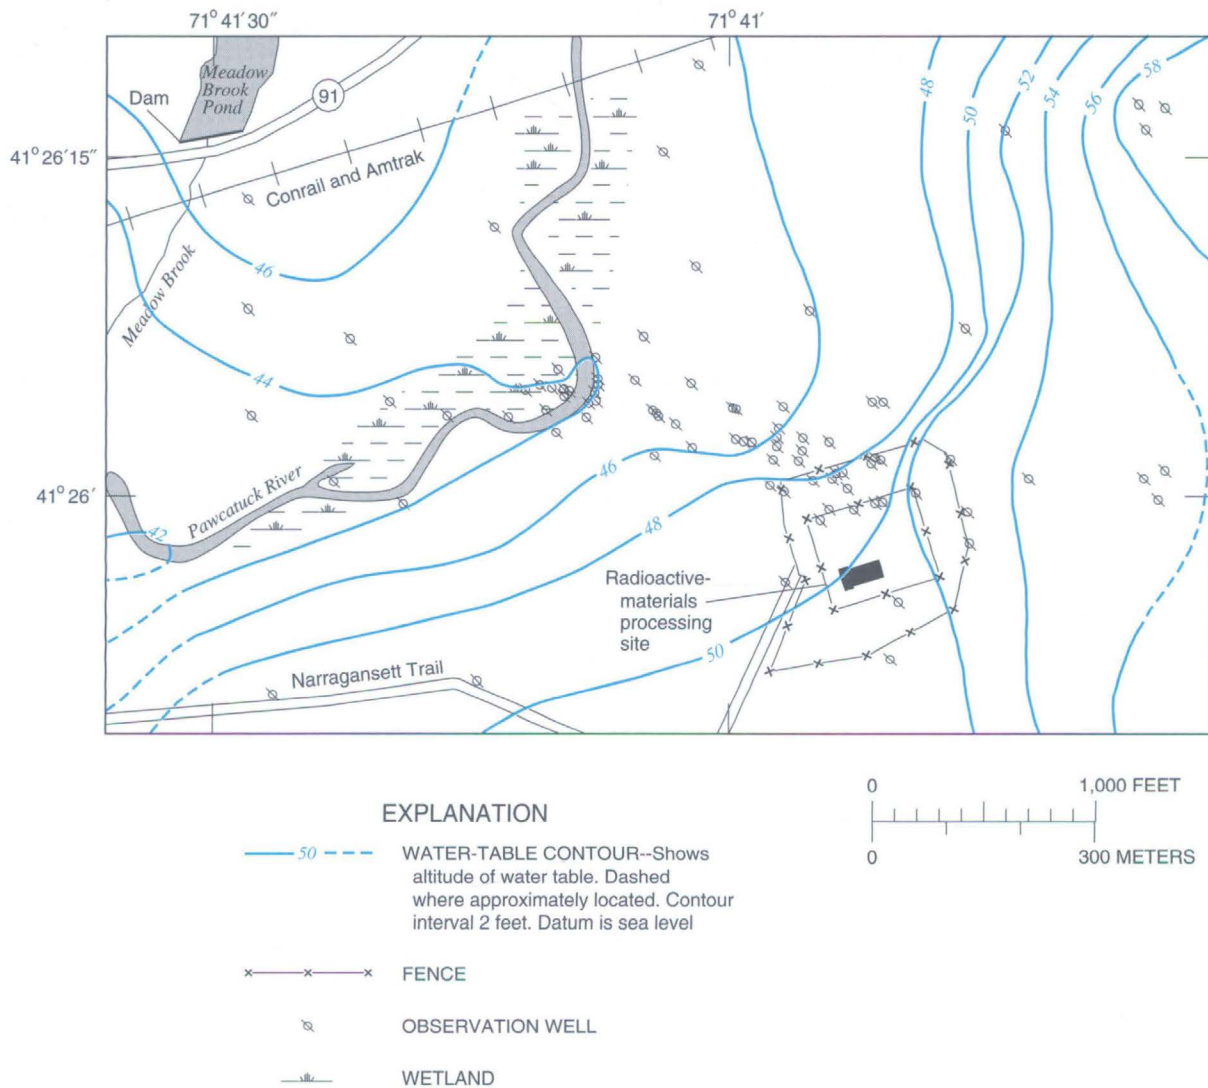 71°41′30″
71°41′
Meadow
Brook
Pond
Dam
91
48
50
52
54
56
58
41°26′15″
Conrail and Amtrak
46
Meadow Brook
44
46
41°26′
Pawcatuck River
42
48
Radioactive-
materials
processing
site
50
Narragansett Trail
0
1,000 FEET
0
300 METERS
EXPLANATION
50
WATER-TABLE CONTOUR--Shows
altitude of water table. Dashed
where approximately located. Contour
interval 2 feet. Datum is sea level
FENCE
OBSERVATION WELL
WETLAND